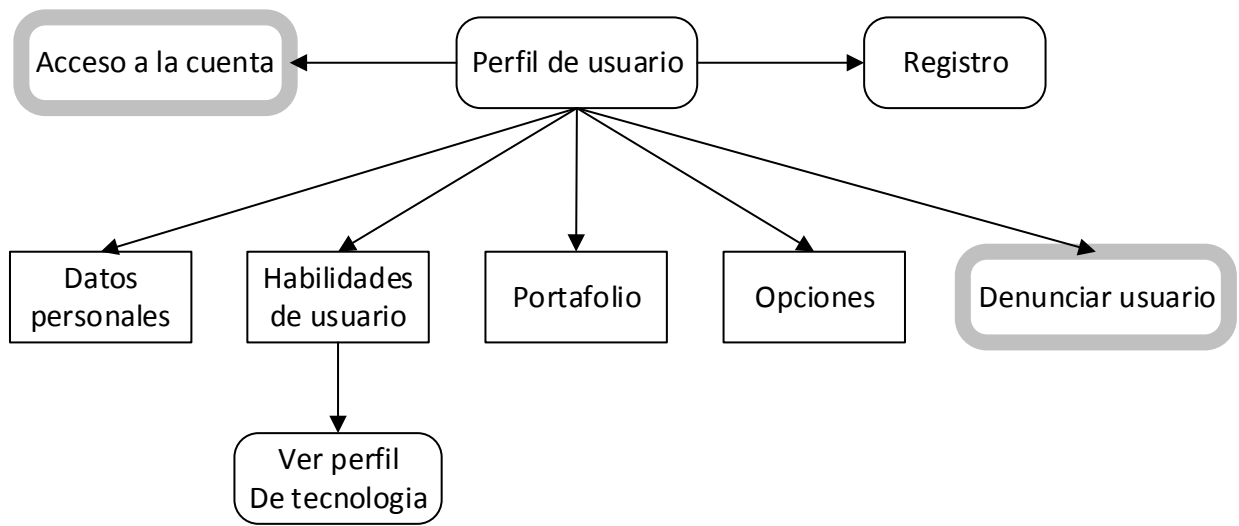 Acceso a la cuenta
Perfil de usuario
Registro
Datos
personales
Habilidades
de usuario
Portafolio
Opciones
Denunciar usuario
Ver perfil
De tecnologia